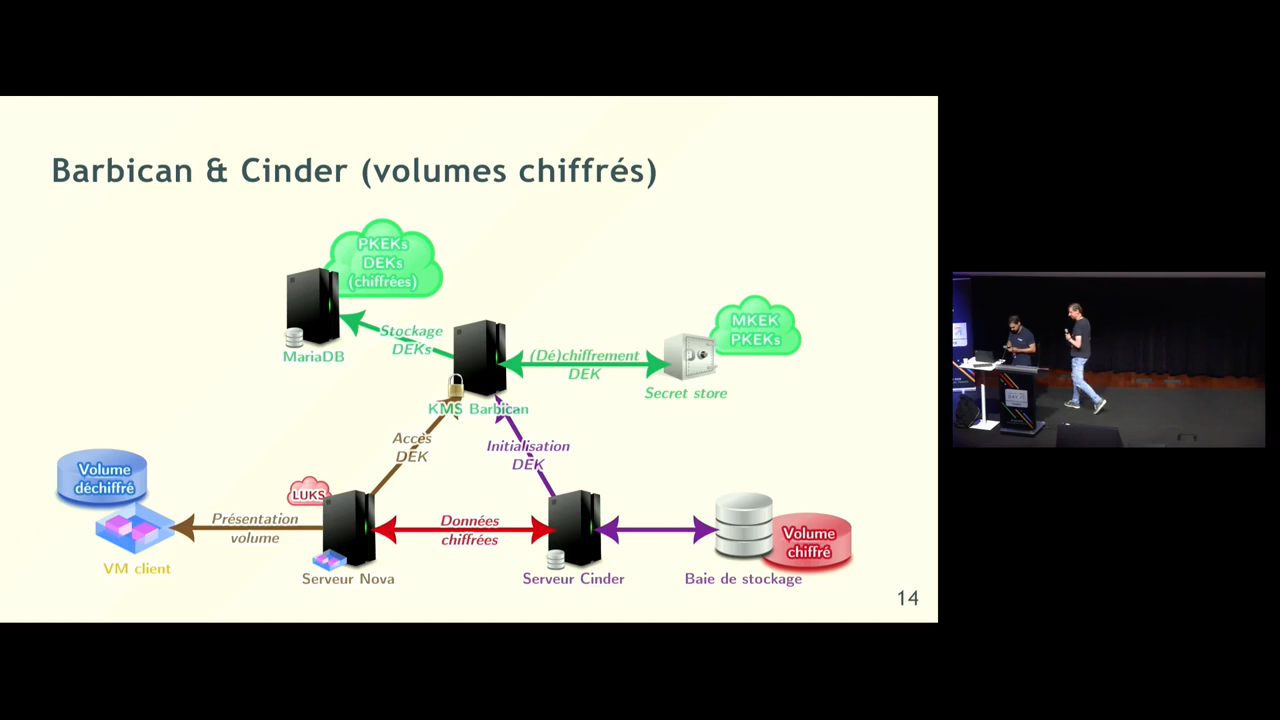 Barbican & Cinder (volumes chiffrés)
PKEKs
DEKs
(chiffrées)
MariaDB
Stockage
DEKs
KMS Barbican
(Dé)chiffrement
DEK
MKEK
PKEKs
Secret store
Accès
DEK
Initialisation
DEK
Volume
déchiffré
VM client
Présentation
volume
LUKS
Serveur Nova
Données
chiffrées
Serveur Cinder
Baie de stockage
Volume
chiffré
14